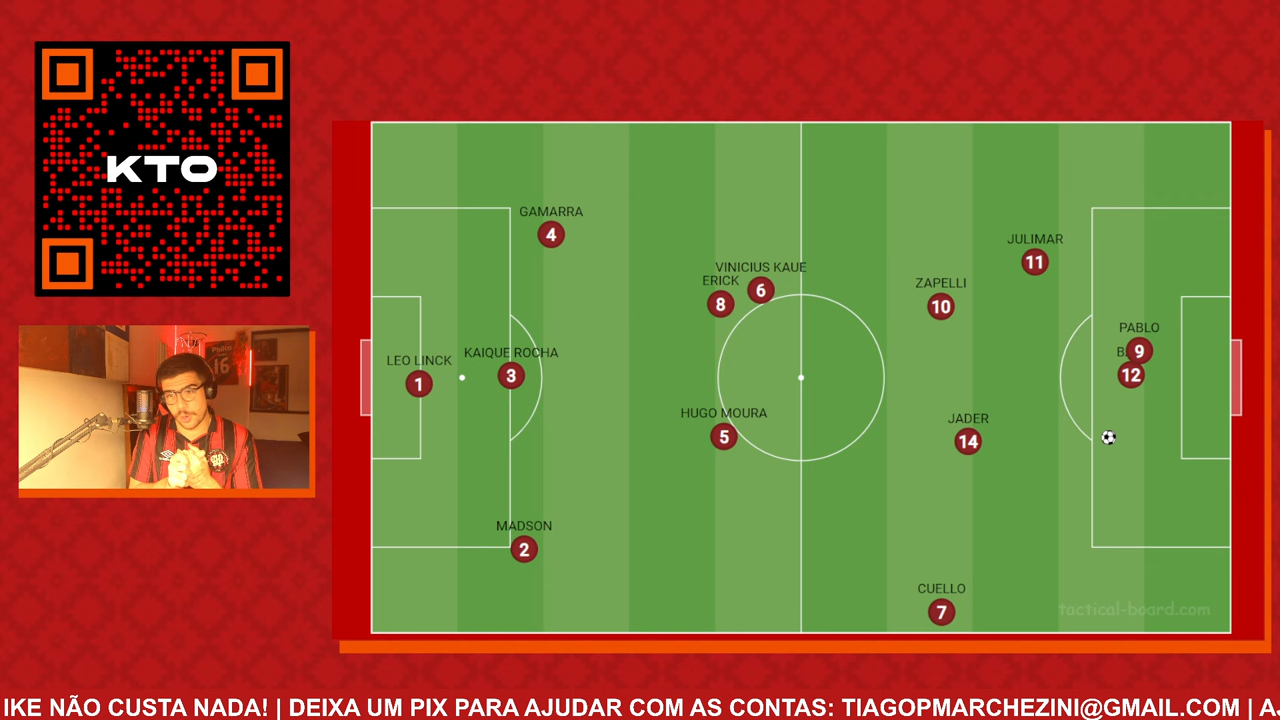 KTO
Philco
16
GAMARRA
4
JULIMAR
11
VINICIUS KAUE
6
ERICK
8
ZAPELLI
10
PABLO
9
12
LEO LINCK
1
KAIQUE ROCHA
3
HUGO MOURA
5
JADER
14
MADSON
2
CUELLO
7
tactical-board.com
IKE NÃO CUSTA NADA! | DEIXA UM PIX PARA AJUDAR COM AS CONTAS: TIAGOPMARCHEZINI@GMAIL.COM |